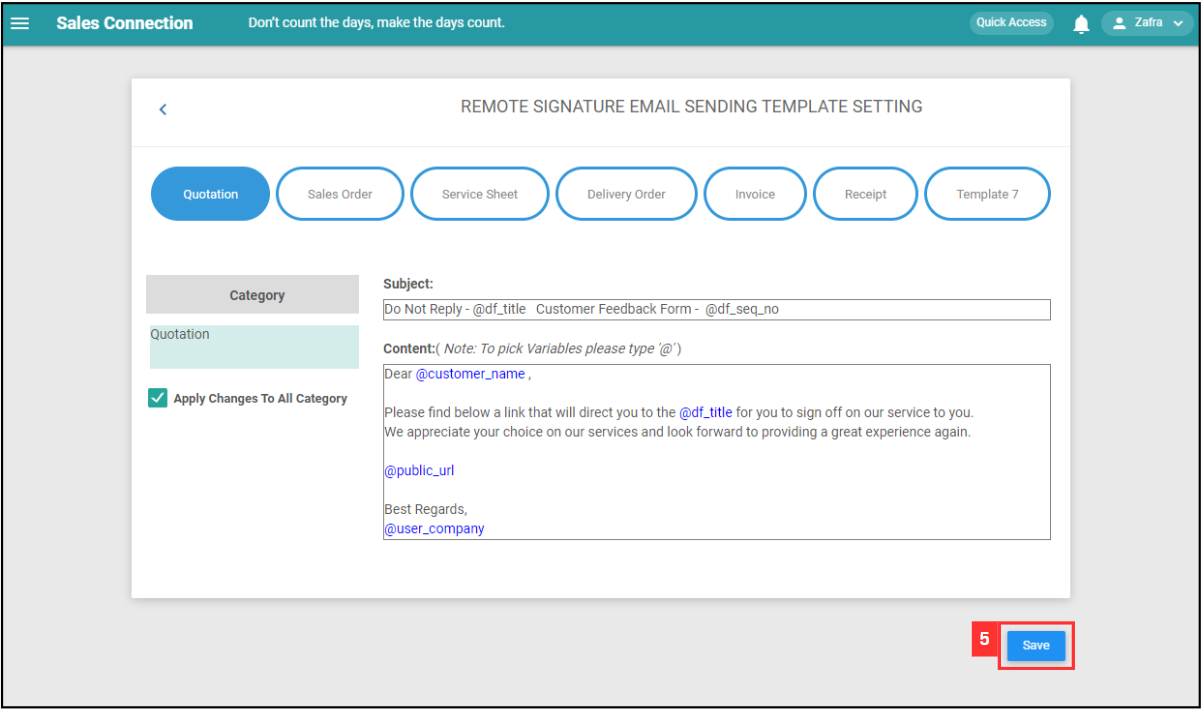 Sales Connection Don't count the days, make the days count. Quick Access Zafra
REMOTE SIGNATURE EMAIL SENDING TEMPLATE SETTING
Quotation Sales Order Service Sheet Delivery Order Invoice Receipt Template 7
Category
Quotation
Apply Changes To All Category
Subject:
Do Not Reply - @df_title Customer Feedback Form - @df_seq_no
Content:( Note: To pick Variables please type '@')
Dear @customer_name ,
Please find below a link that will direct you to the @df_title for you to sign off on our service to you.
We appreciate your choice on our services and look forward to providing a great experience again.
@public_url
Best Regards,
@user_company
5 Save